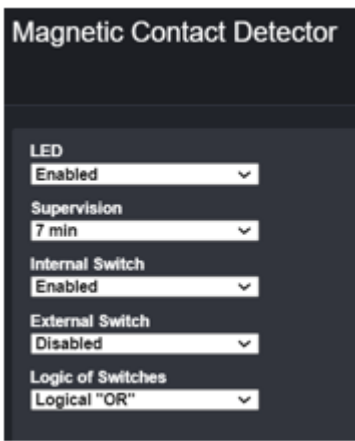 Magnetic Contact Detector
LED
Enabled
Supervision
7 min
Internal Switch
Enabled
External Switch
Disabled
Logic of Switches
Logical "OR"